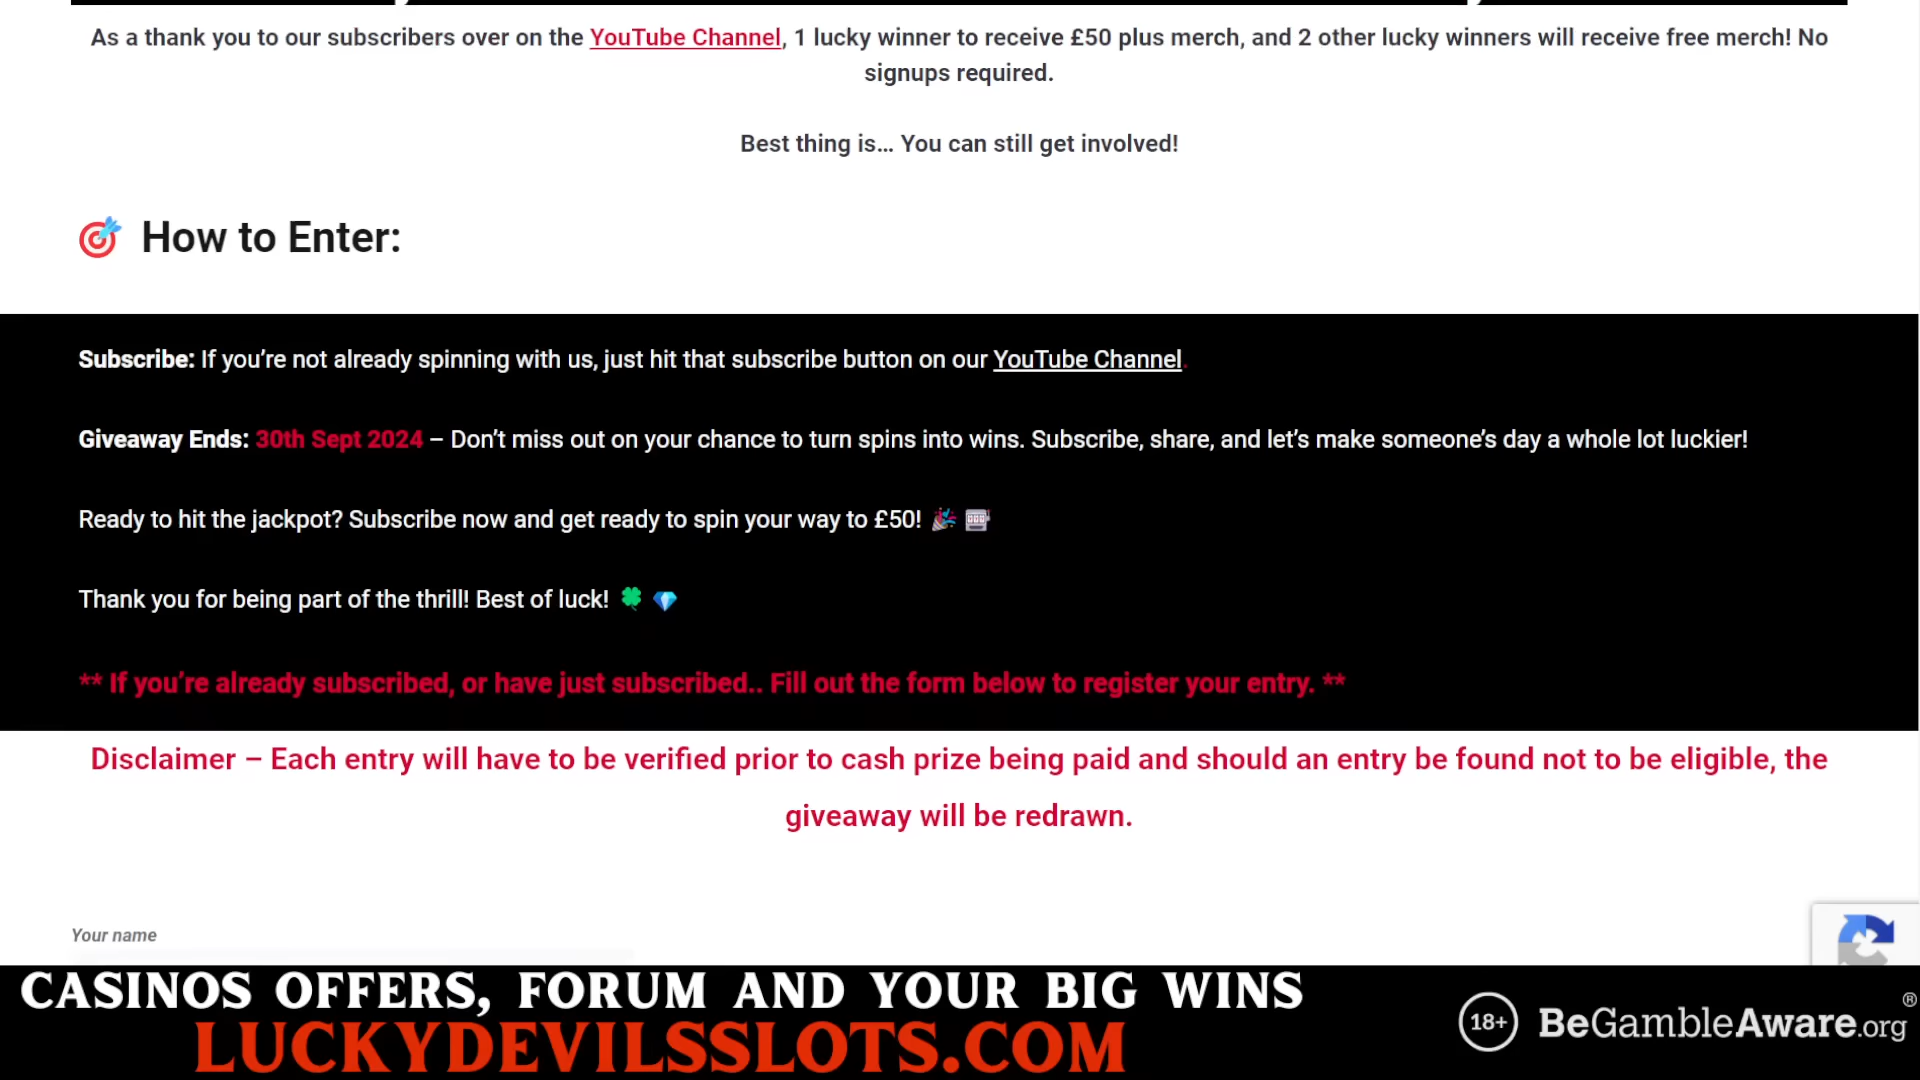 As a thank you to our subscribers over on the YouTube Channel, 1 lucky winner to receive £50 plus merch, and 2 other lucky winners will receive free merch! No
signups required.
Best thing is… You can still get involved!
🎯 How to Enter:
Subscribe: If you’re not already spinning with us, just hit that subscribe button on our YouTube Channel.
Giveaway Ends: 30th Sept 2024 – Don’t miss out on your chance to turn spins into wins. Subscribe, share, and let’s make someone’s day a whole lot luckier!
Ready to hit the jackpot? Subscribe now and get ready to spin your way to £50! 🎉 🎰
Thank you for being part of the thrill! Best of luck! 🍀 💎
** If you’re already subscribed, or have just subscribed.. Fill out the form below to register your entry. **
Disclaimer – Each entry will have to be verified prior to cash prize being paid and should an entry be found not to be eligible, the
giveaway will be redrawn.
Your name
CASINOS OFFERS, FORUM AND YOUR BIG WINS
LUCKYDEVILSSLOTS.COM
18+ BeGambleAware.org®